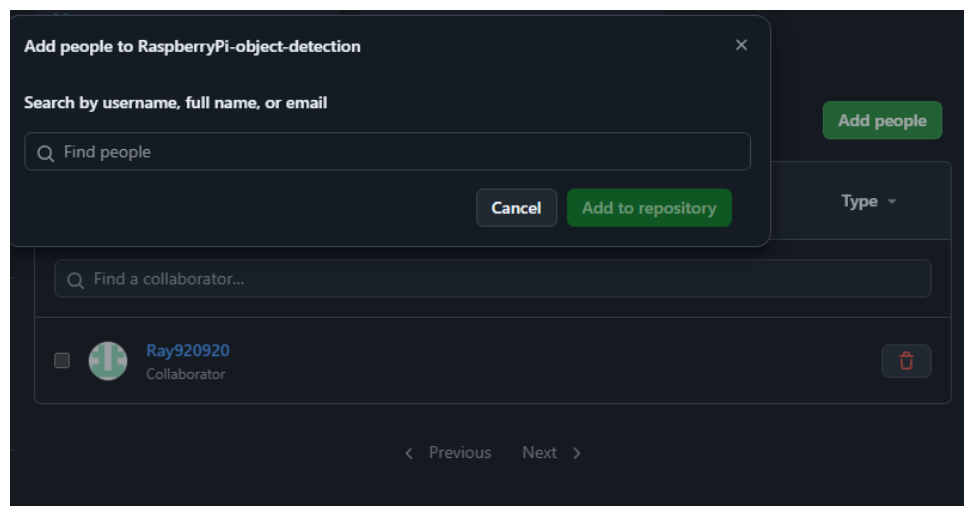 Add people to RaspberryPi-object-detection
Search by username, full name, or email
Find people
Cancel
Add to repository
Add people
Type
Find a collaborator...
Ray920920
Collaborator
Previous
Next